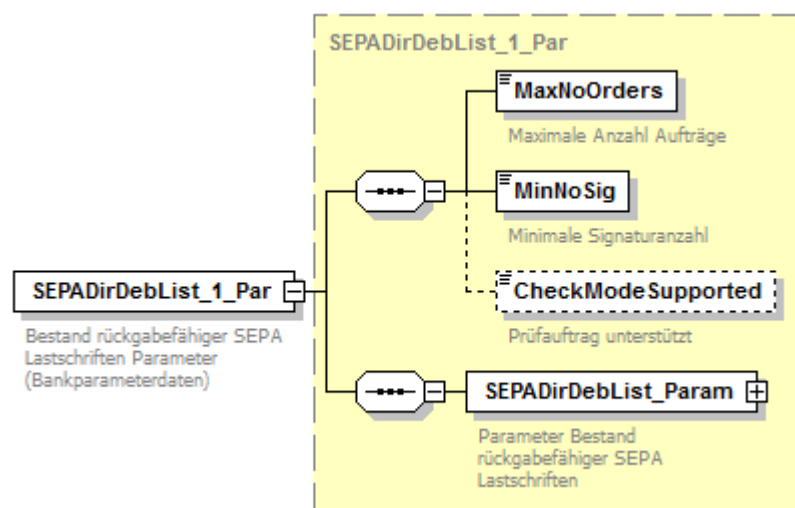 SEPADirDebList_1_Par
MaxNoOrders
Maximale Anzahl Aufträge
MinNoSig
Minimale Signaturanzahl
CheckModeSupported
Prüfauftrag unterstützt
SEPADirDebList_1_Par
Bestand rückgabefähiger SEPA
Lastschriften Parameter
(Bankparameterdaten)
SEPADirDebList_Param
Parameter Bestand
rückgabefähiger SEPA
Lastschriften